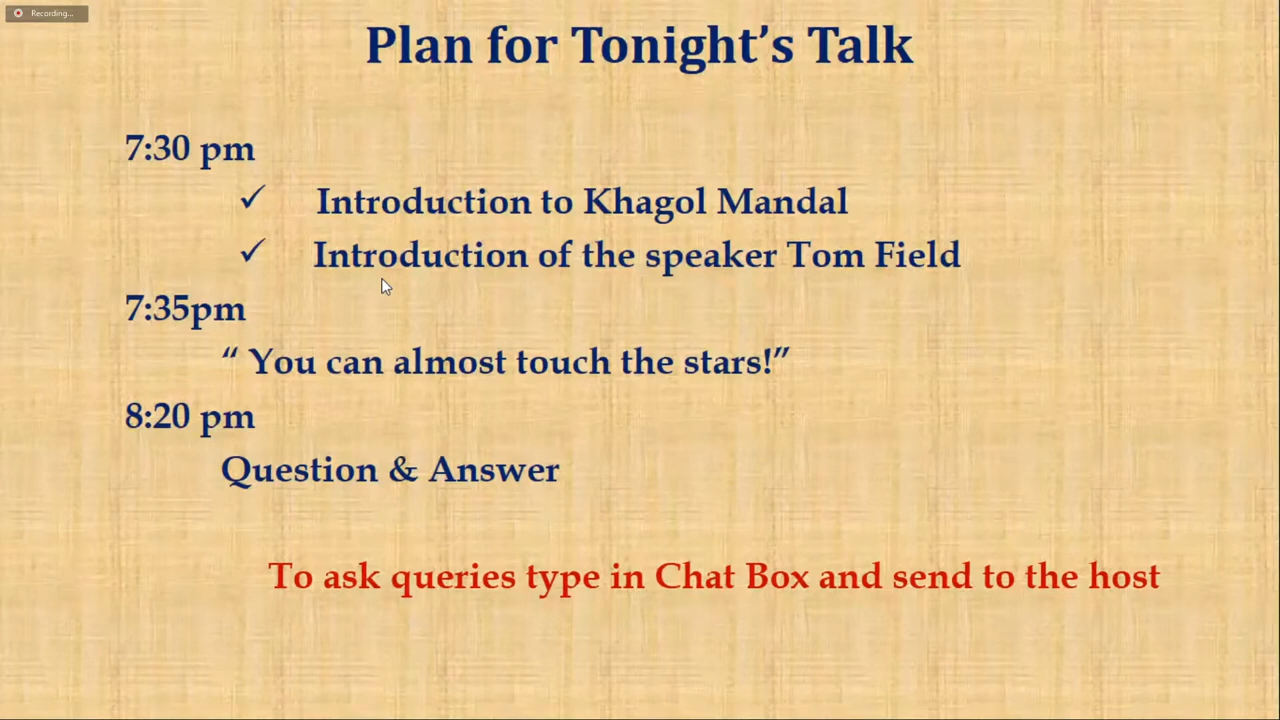 Recording...
Plan for Tonight’s Talk
7:30 pm
✓ Introduction to Khagol Mandal
✓ Introduction of the speaker Tom Field
7:35pm
“ You can almost touch the stars!”
8:20 pm
Question & Answer
To ask queries type in Chat Box and send to the host